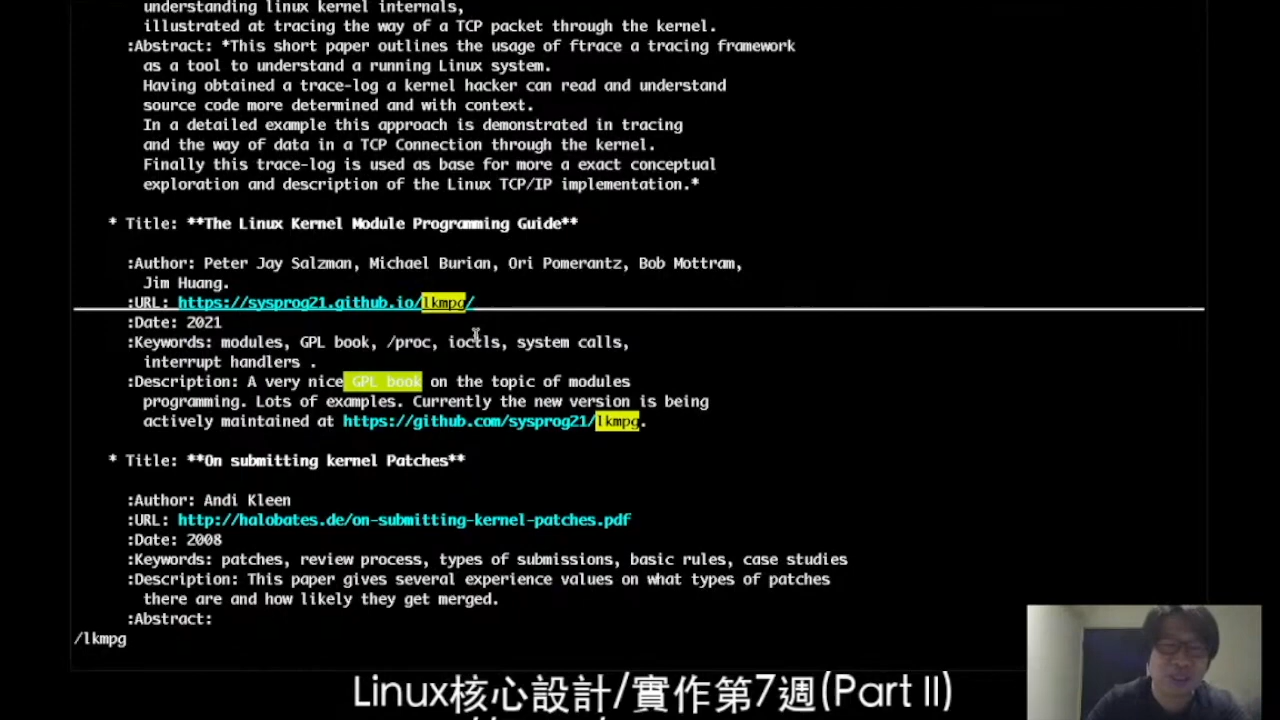 understanding linux kernel internals,
illustrated at tracing the way of a TCP packet through the kernel.
:Abstract: *This short paper outlines the usage of ftrace a tracing framework
as a tool to understand a running Linux system.
Having obtained a trace-log a kernel hacker can read and understand
source code more determined and with context.
In a detailed example this approach is demonstrated in tracing
and the way of data in a TCP Connection through the kernel.
Finally this trace-log is used as base for more a exact conceptual
exploration and description of the Linux TCP/IP implementation.*
* Title: **The Linux Kernel Module Programming Guide**
:Author: Peter Jay Salzman, Michael Burian, Ori Pomerantz, Bob Mottram,
Jim Huang.
:URL: https://sysprog21.github.io/lkmpg/
:Date: 2021
:Keywords: modules, GPL book, /proc, ioctls, system calls,
interrupt handlers .
:Description: A very nice GPL book on the topic of modules
programming. Lots of examples. Currently the new version is being
actively maintained at https://github.com/sysprog21/lkmpg.
* Title: **On submitting kernel Patches**
:Author: Andi Kleen
:URL: http://halobates.de/on-submitting-kernel-patches.pdf
:Date: 2008
:Keywords: patches, review process, types of submissions, basic rules, case studies
:Description: This paper gives several experience values on what types of patches
there are and how likely they get merged.
:Abstract:
/lkmpg
Linux核心設計/實作第7週(Part II)